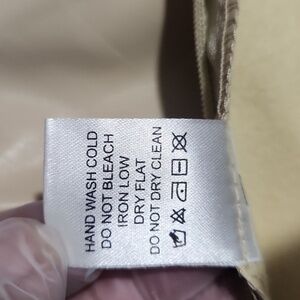 HAND WASH COLD
DO NOT BLEACH
IRON LOW
DRY FLAT
DO NOT DRY CLEAN